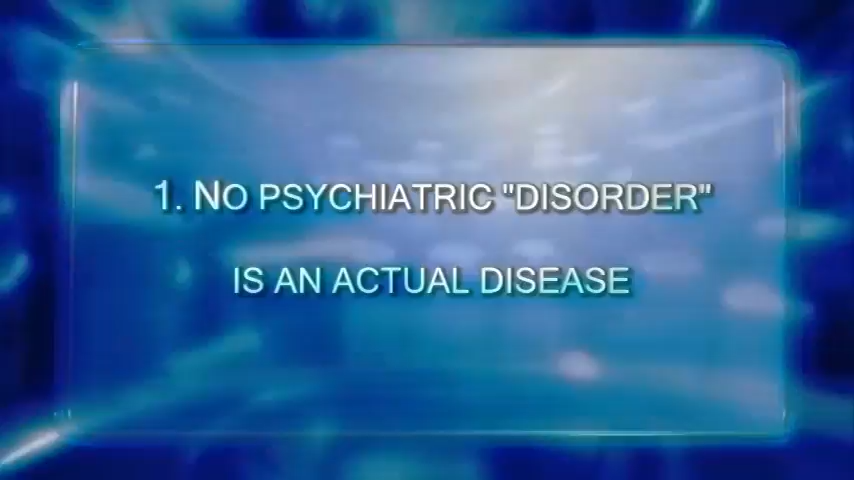 1. NO PSYCHIATRIC "DISORDER"
IS AN ACTUAL DISEASE